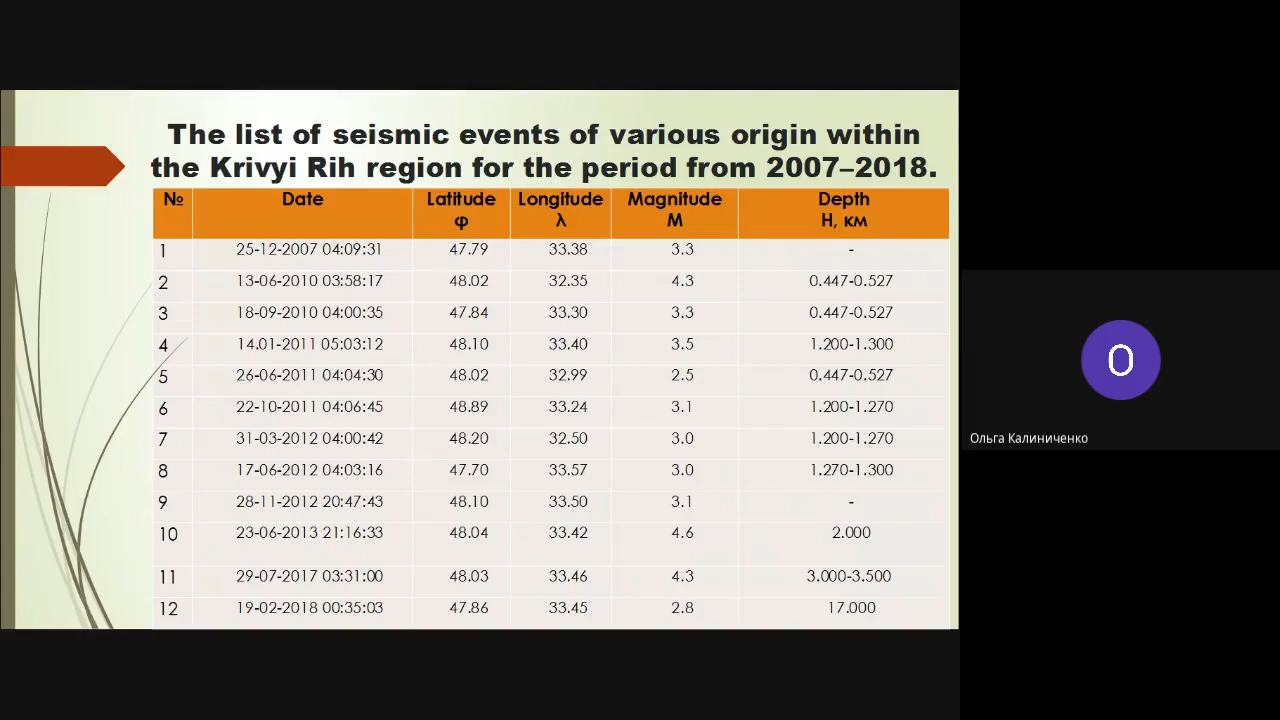 The list of seismic events of various origin within
the Krivyi Rih region for the period from 2007–2018.
№ Date Latitude φ Longitude λ Magnitude M Depth H, км
1 25-12-2007 04:09:31 47.79 33.38 3.3 -
2 13-06-2010 03:58:17 48.02 32.35 4.3 0.447-0.527
3 18-09-2010 04:00:35 47.84 33.30 3.3 0.447-0.527
4 14.01-2011 05:03:12 48.10 33.40 3.5 1.200-1.300
5 26-06-2011 04:04:30 48.02 32.99 2.5 0.447-0.527
6 22-10-2011 04:06:45 48.89 33.24 3.1 1.200-1.270
7 31-03-2012 04:00:42 48.20 32.50 3.0 1.200-1.270
8 17-06-2012 04:03:16 47.70 33.57 3.0 1.270-1.300
9 28-11-2012 20:47:43 48.10 33.50 3.1 -
10 23-06-2013 21:16:33 48.04 33.42 4.6 2.000
11 29-07-2017 03:31:00 48.03 33.46 4.3 3.000-3.500
12 19-02-2018 00:35:03 47.86 33.45 2.8 17.000
О
Ольга Калиниченко